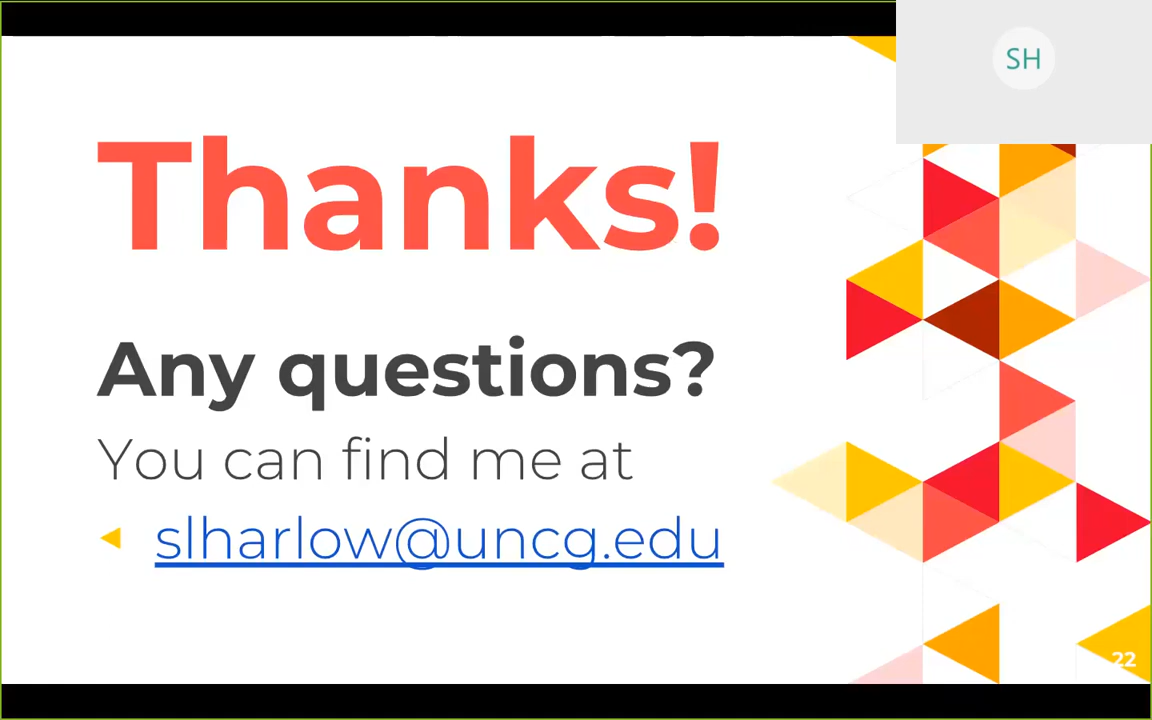 SH
Thanks!
Any questions?
You can find me at
slharlow@uncg.edu
22